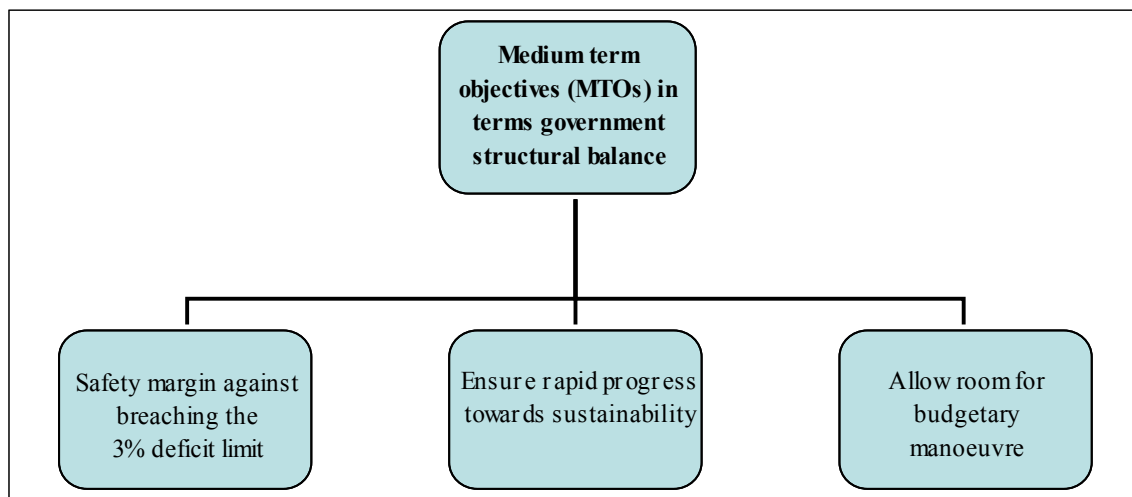 Medium term
objectives (MTOs) in
terms government
structural balance
Safety margin against
breaching the
3% deficit limit
Ensure rapid progress
towards sustainability
Allow room for
budgetary
manoeuvre